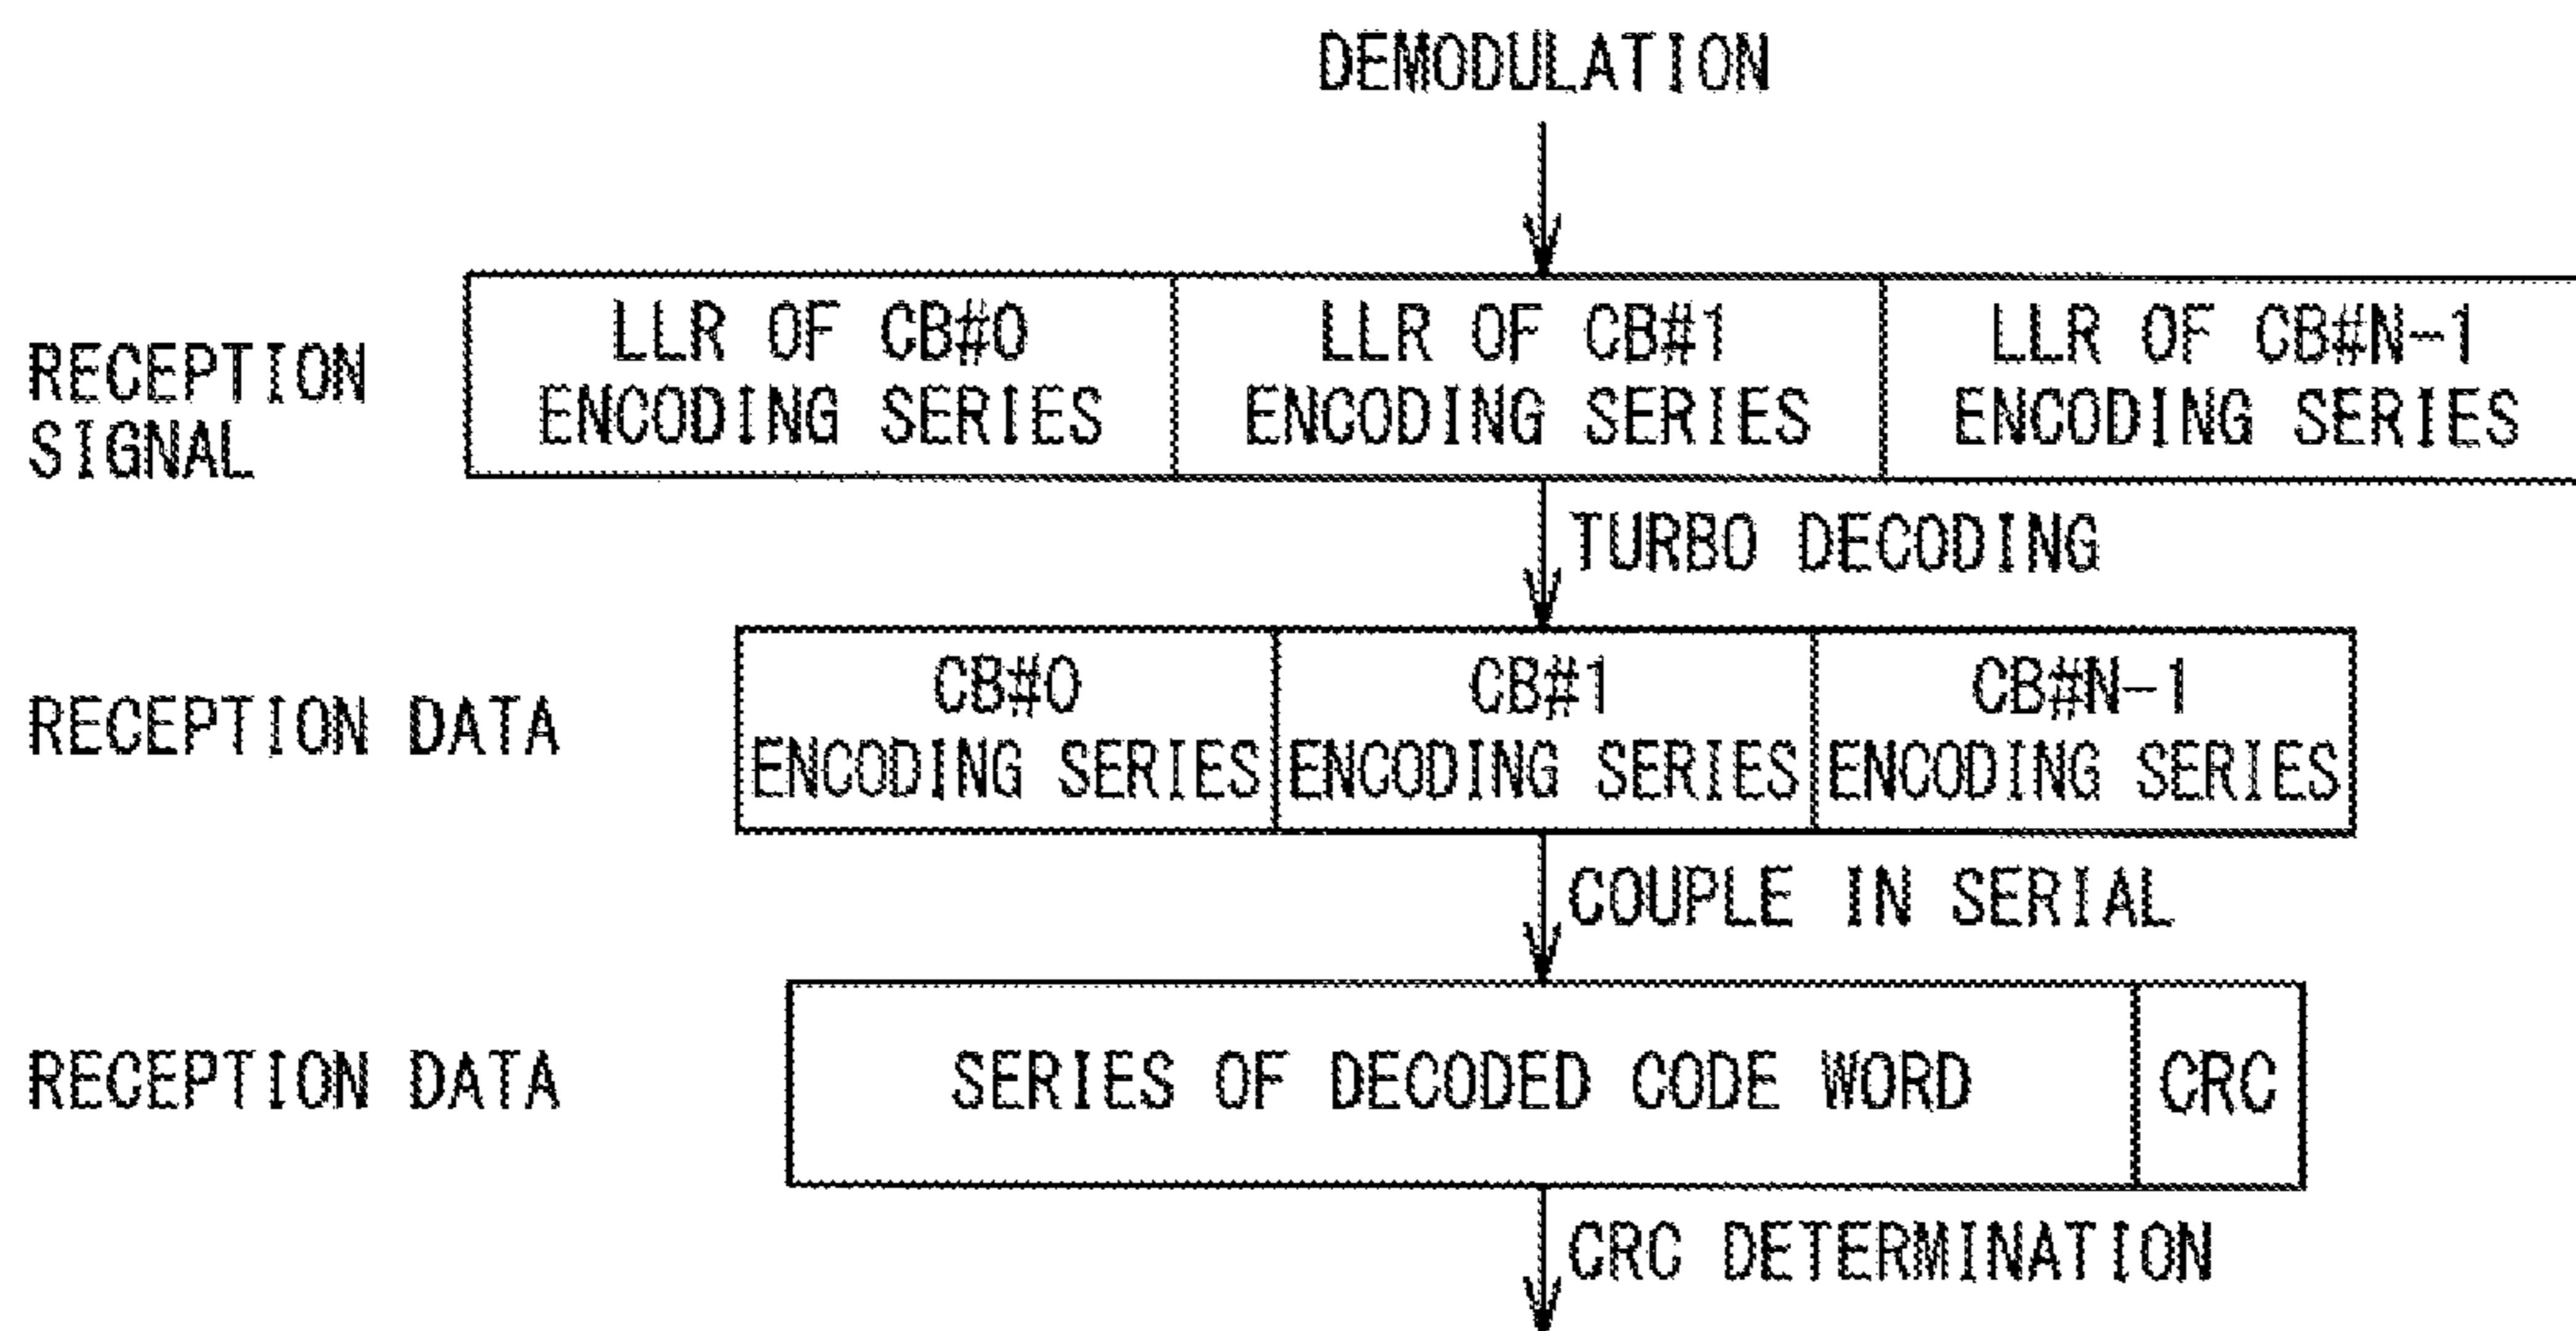 DEMODULATION
RECEPTION
SIGNAL
LLR OF CB#0
ENCODING SERIES
LLR OF CB#1
ENCODING SERIES
LLR OF CB#N-1
ENCODING SERIES
TURBO DECODING
RECEPTION DATA
CB#0
ENCODING SERIES
CB#1
ENCODING SERIES
CB#N-1
ENCODING SERIES
COUPLE IN SERIAL
RECEPTION DATA
SERIES OF DECODED CODE WORD
CRC
CRC DETERMINATION